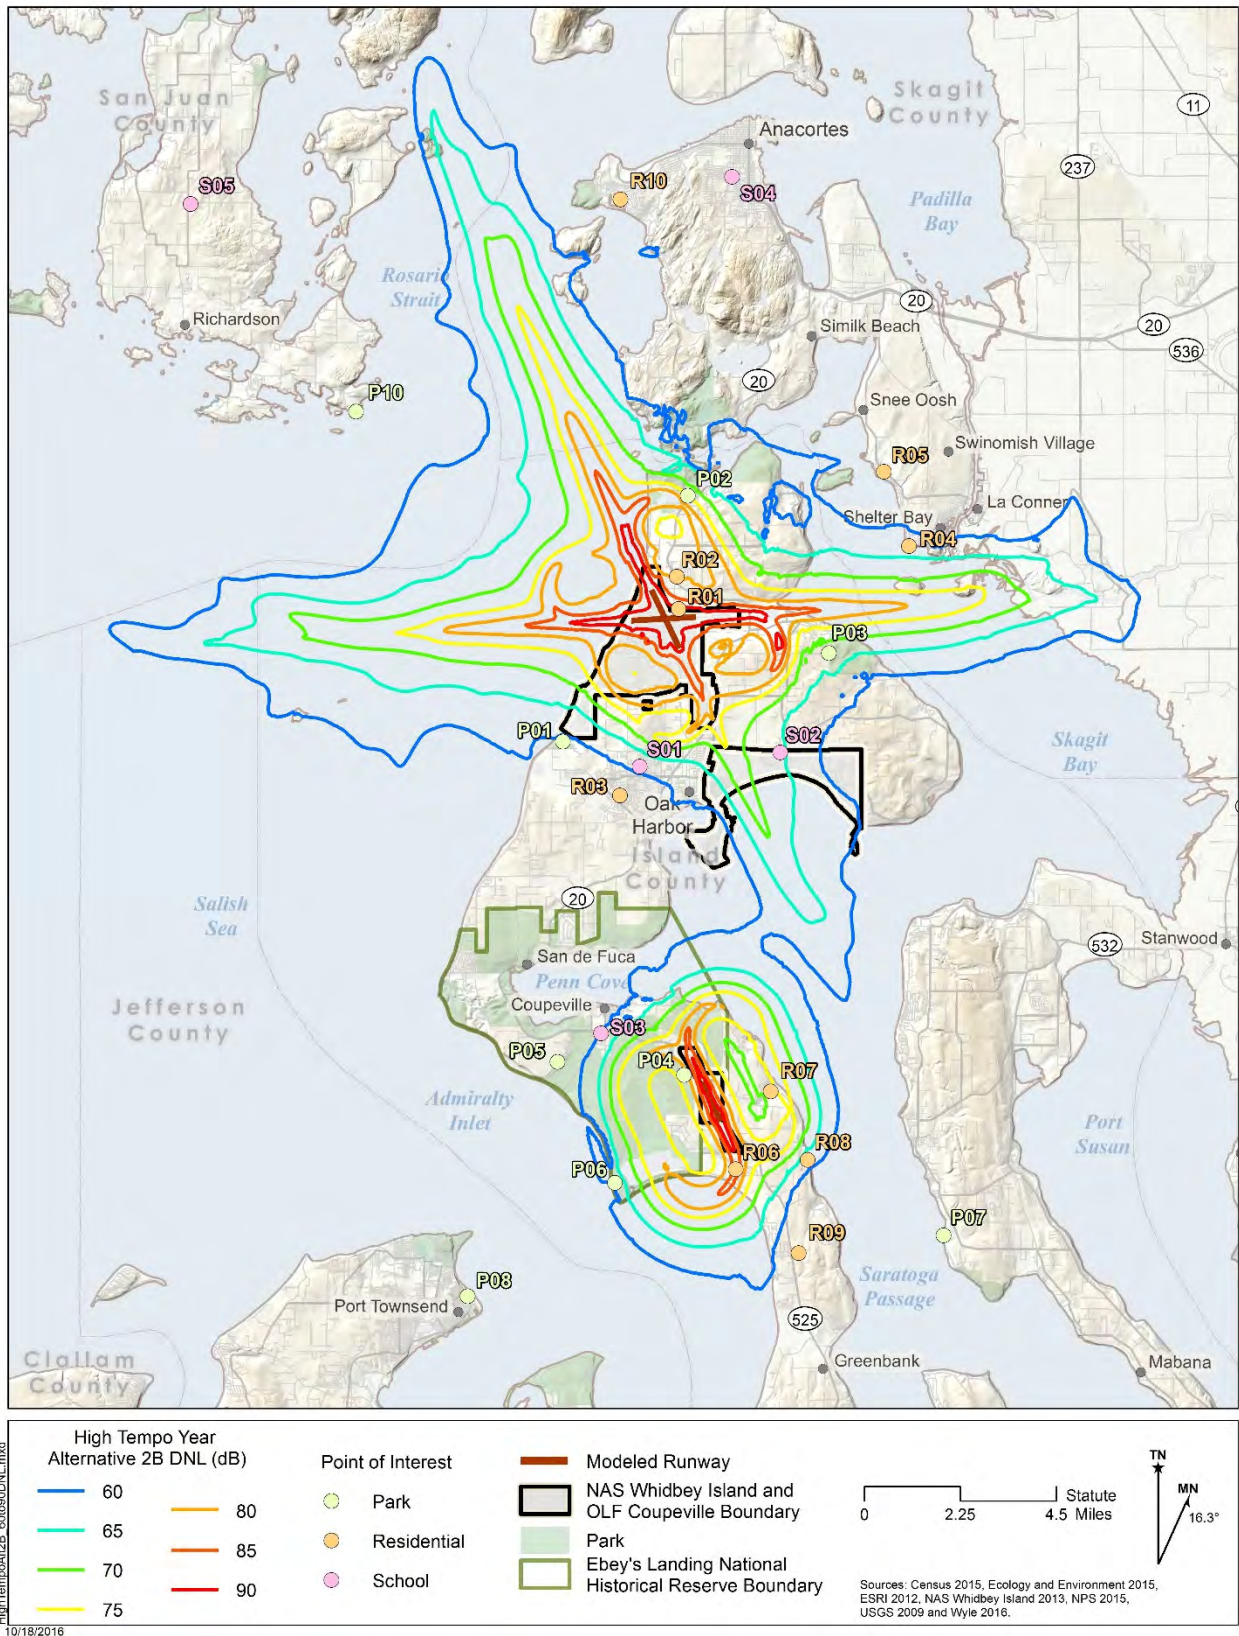 San Juan
County
Skagit
County
11
Anacortes
237
S05
R10
S04
Padilla
Bay
Rosario
Strait
20
Richardson
Similk Beach
20
536
20
P10
Snee Oosh
Swinomish Village
R05
P02
La Conner
Shelter Bay
R04
R02
R01
P03
P01
S01
S02
Skagit
Bay
R03
Oak
Harbor
Island
County
20
Salish
Sea
San de Fuca
532
Stanwood
Penn Cove
Jefferson
County
Coupeville
S03
P05
P04
R07
Admiralty
Inlet
Port
Susan
R06
R08
P06
P07
R09
Saratoga
Passage
P08
Port Townsend
525
Clallam
County
Greenbank
Mabana
High Tempo Year
Alternative 2B DNL (dB)
60
65
70
75
80
85
90
Point of Interest
Park
Residential
School
Modeled Runway
NAS Whidbey Island and
OLF Coupeville Boundary
Park
Ebey's Landing National
Historical Reserve Boundary
0 2.25 4.5
Statute
Miles
TN
MN
16.3°
Sources: Census 2015, Ecology and Environment 2015,
ESRI 2012, NAS Whidbey Island 2013, NPS 2015,
USGS 2009 and Wyle 2016.
10/18/2016